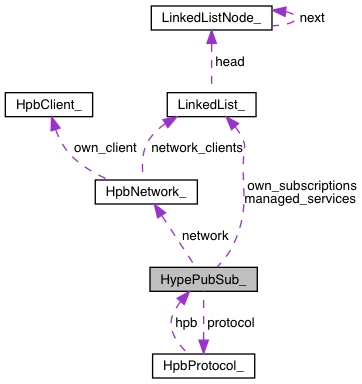 LinkedListNode_
next
head
HpbClient_
LinkedList_
own_client
network_clients
HpbNetwork_
own_subscriptions
managed_services
network
HypePubSub_
hpb
protocol
HpbProtocol_